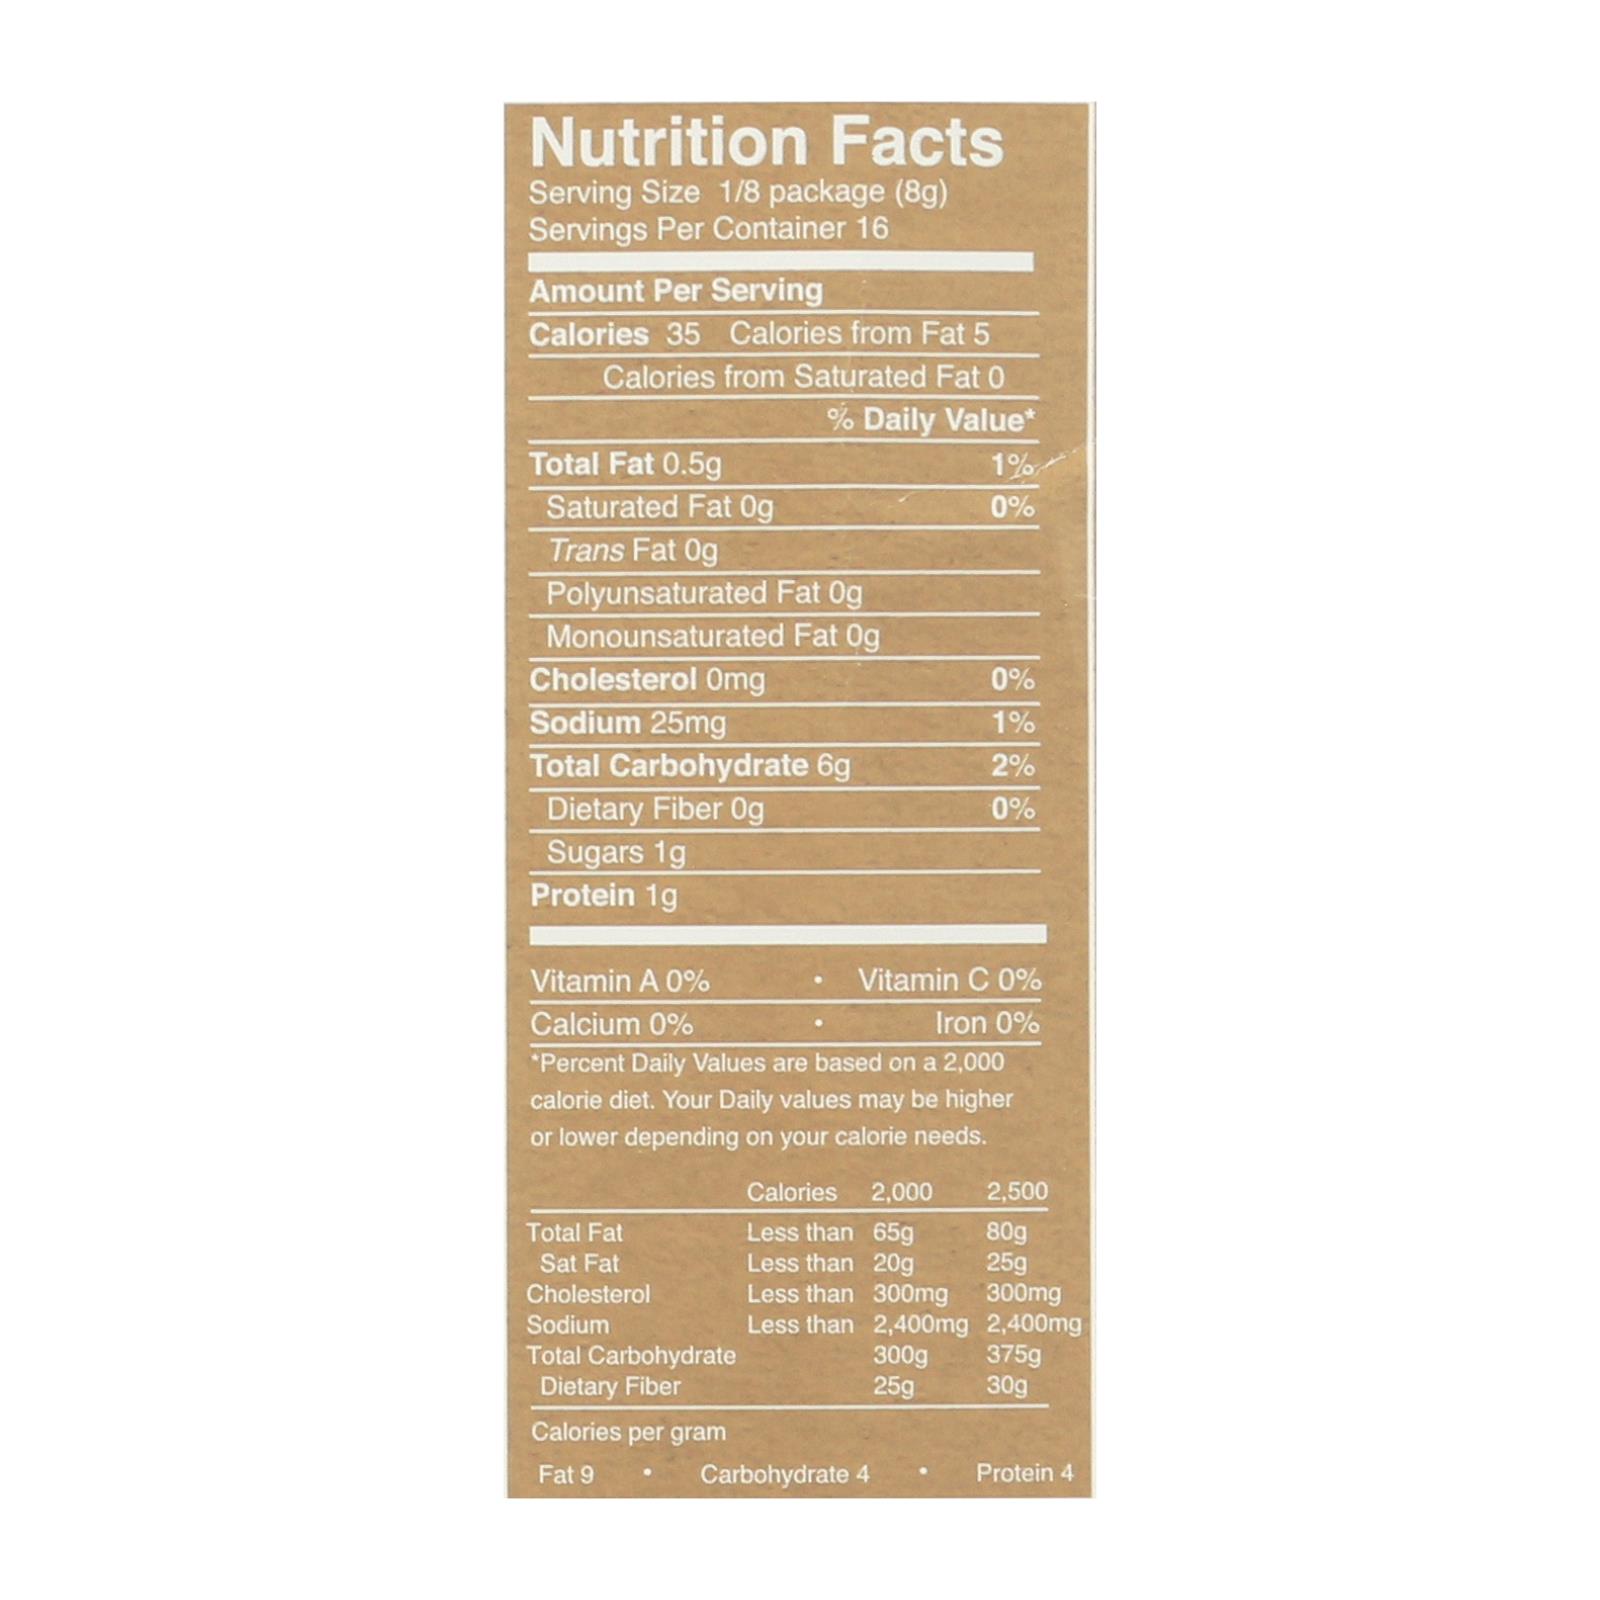 Nutrition Facts
Serving Size 1/8 package (8g)
Servings Per Container 16
Amount Per Serving
Calories 35 Calories from Fat 5
Calories from Saturated Fat 0
% Daily Value*
Total Fat 0.5g 1%
Saturated Fat 0g 0%
Trans Fat 0g
Polyunsaturated Fat 0g
Monounsaturated Fat 0g
Cholesterol 0mg 0%
Sodium 25mg 1%
Total Carbohydrate 6g 2%
Dietary Fiber 0g 0%
Sugars 1g
Protein 1g
Vitamin A 0% • Vitamin C 0%
Calcium 0% • Iron 0%
*Percent Daily Values are based on a 2,000
calorie diet. Your Daily values may be higher
or lower depending on your calorie needs.
Calories 2,000 2,500
Total Fat Less than 65g 80g
Sat Fat Less than 20g 25g
Cholesterol Less than 300mg 300mg
Sodium Less than 2,400mg 2,400mg
Total Carbohydrate 300g 375g
Dietary Fiber 25g 30g
Calories per gram
Fat 9 • Carbohydrate 4 • Protein 4